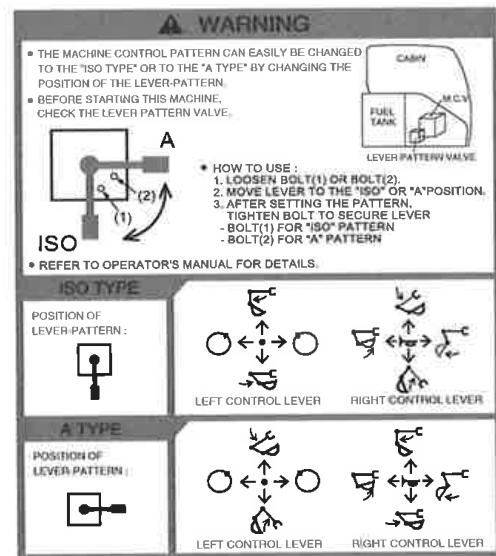 WARNING
• THE MACHINE CONTROL PATTERN CAN EASILY BE CHANGED
TO THE "ISO TYPE" OR TO THE "A TYPE" BY CHANGING THE
POSITION OF THE LEVER-PATTERN.
• BEFORE STARTING THIS MACHINE,
CHECK THE LEVER PATTERN VALVE.
CABIN
M.C.V
FUEL
TANK
LEVER PATTERN VALVE
A
(2)
(1)
ISO
• HOW TO USE :
1. LOOSEN BOLT(1) OR BOLT(2).
2. MOVE LEVER TO THE "ISO" OR "A"POSITION.
3. AFTER SETTING THE PATTERN,
TIGHTEN BOLT TO SECURE LEVER
- BOLT(1) FOR "ISO" PATTERN
- BOLT(2) FOR "A" PATTERN
• REFER TO OPERATOR'S MANUAL FOR DETAILS.
ISO TYPE
POSITION OF
LEVER-PATTERN :
LEFT CONTROL LEVER
RIGHT CONTROL LEVER
A TYPE
POSITION OF
LEVER-PATTERN :
LEFT CONTROL LEVER
RIGHT CONTROL LEVER